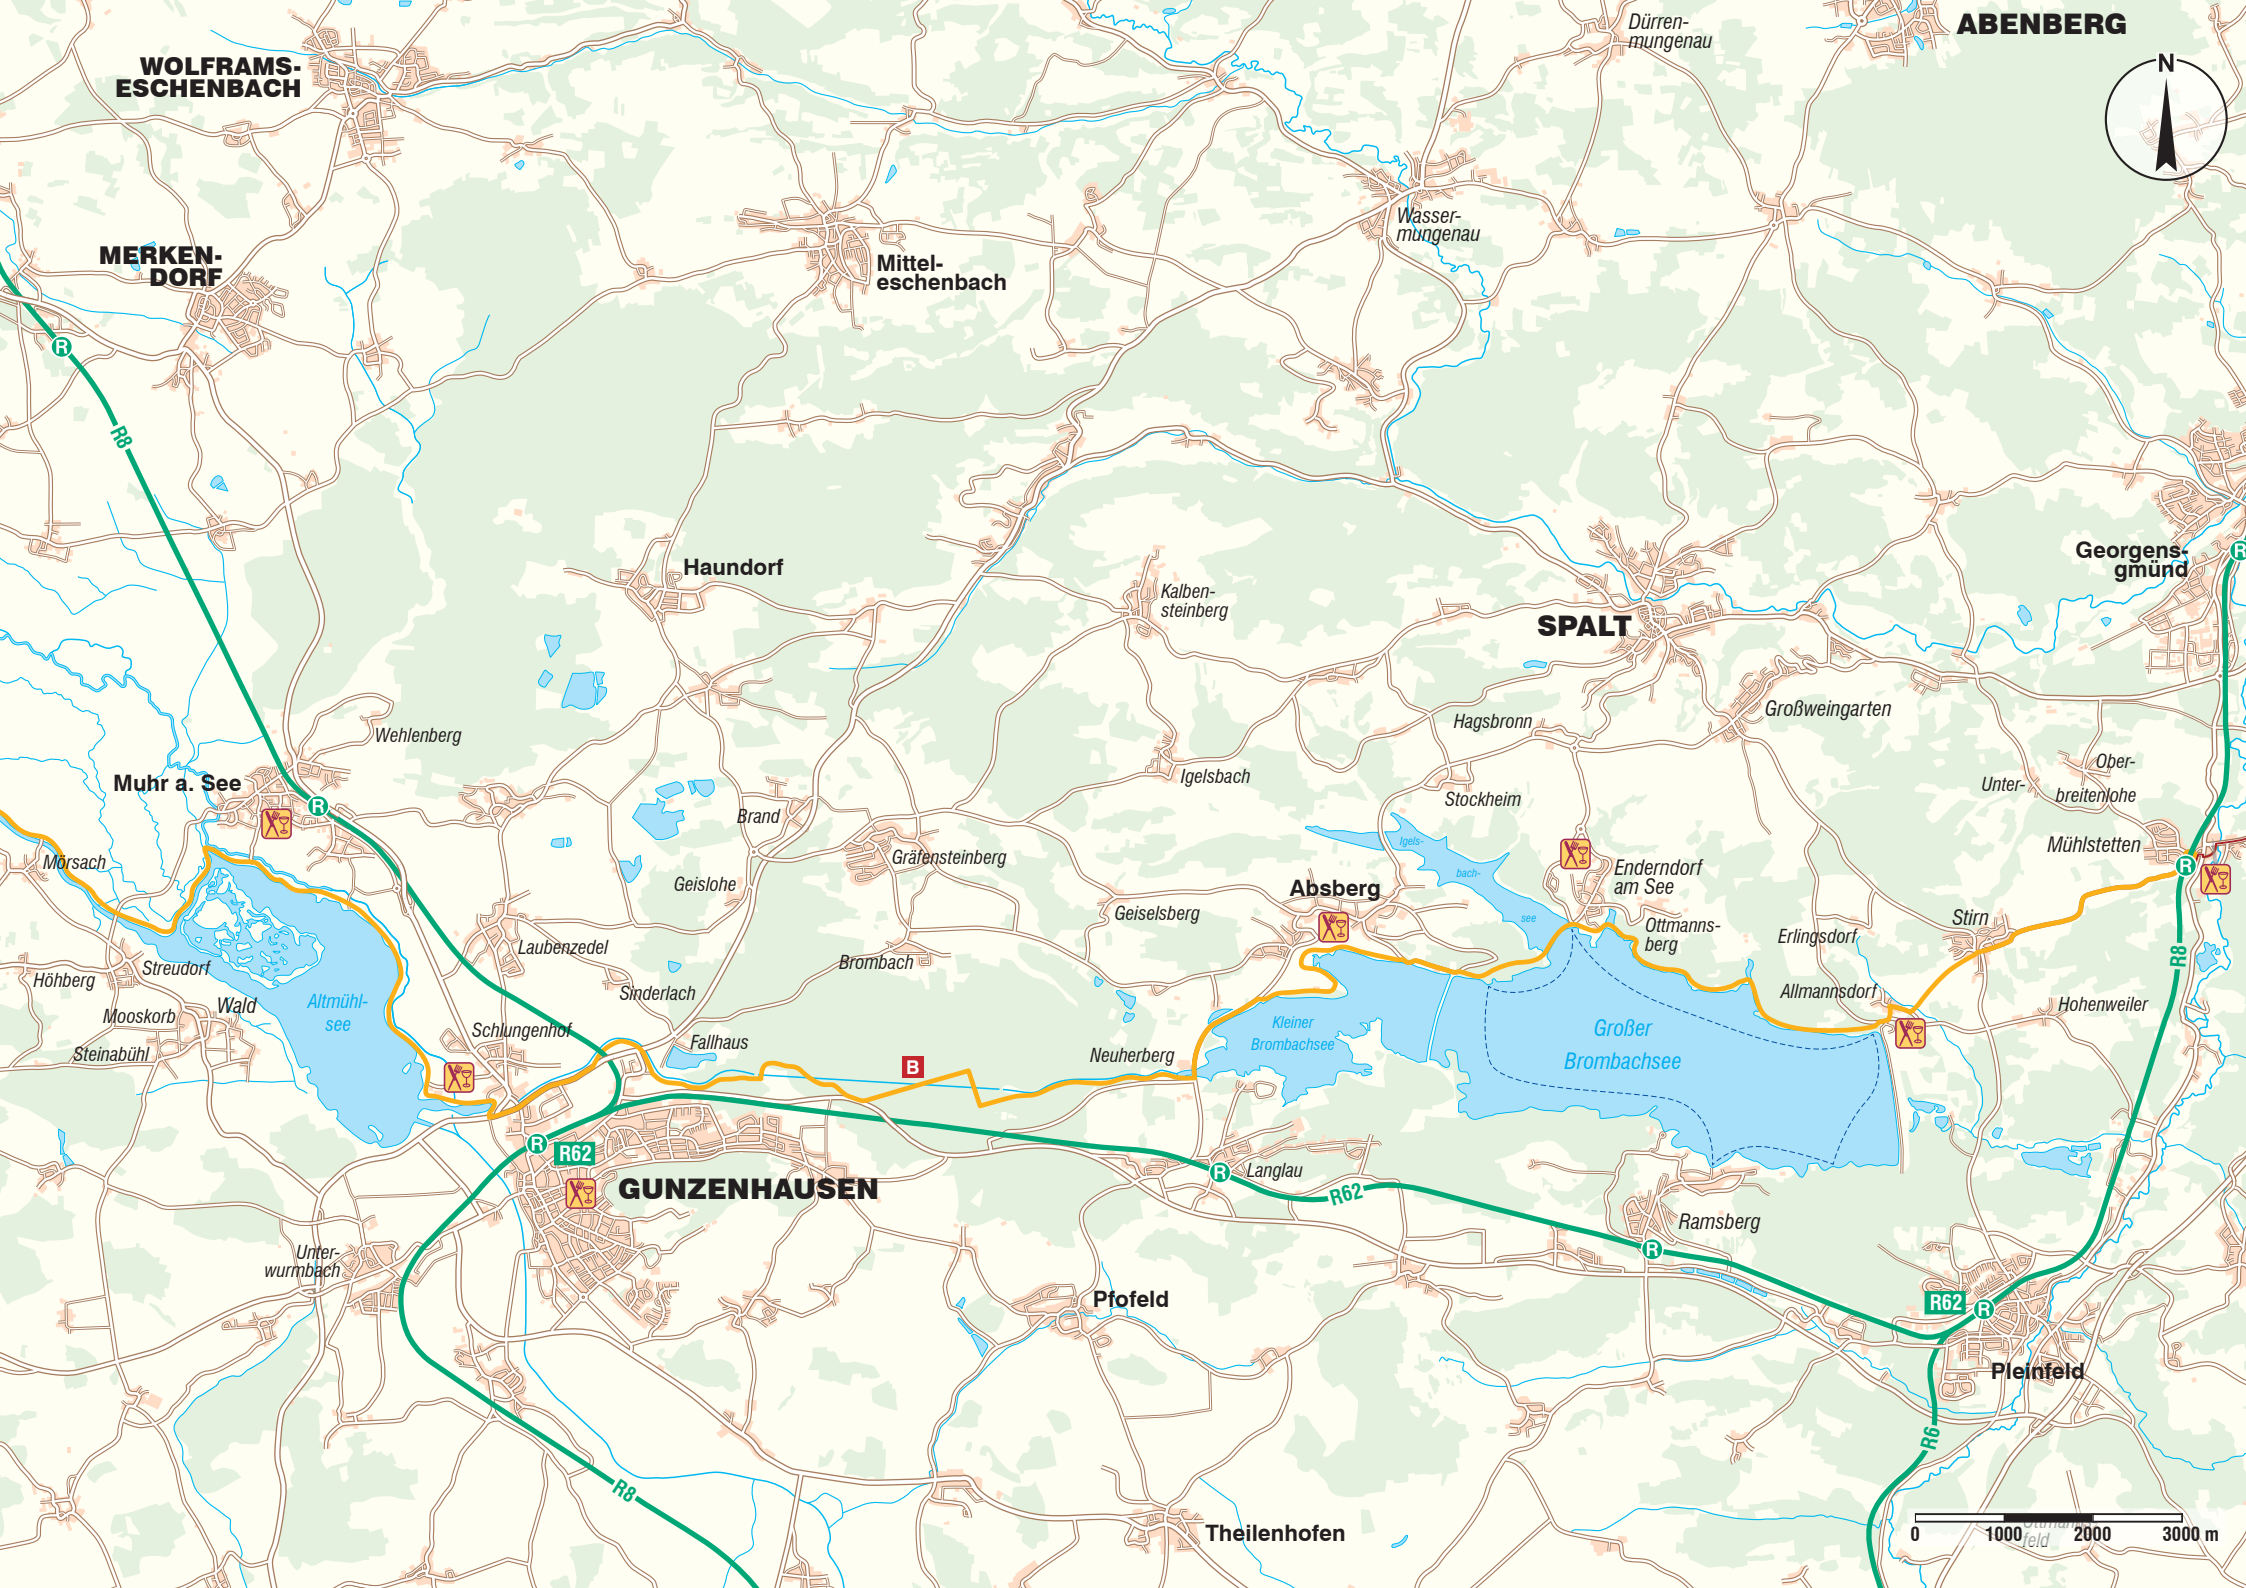 Dürren-
mungenau
ABENBERG
WOLFRAMS-
ESCHENBACH
N
Wasser-
mungenau
MERKEN-
DORF
Mittel-
eschenbach
R
R8
Haundorf
Kalben-
steinberg
Georgens-
gmünd
R
SPALT
Wehlenberg
Großweingarten
Hagsbronn
Muhr a. See
Igelsbach
Ober-
Unter-
breitenlohe
Stockheim
R
Brand
Igels-
bach-
see
Mühlstetten
R
Mörsach
Gräfensteinberg
Enderndorf
am See
Geislohe
Absberg
Geiselsberg
Stirn
Ottmanns-
berg
Erlingsdorf
Laubenzedel
R8
Höhberg
Streudorf
Brombach
Sinderlach
Allmannsdorf
Hohenweiler
Mooskorb
Wald
Altmühl-
see
Schlungenhof
Kleiner
Brombachsee
Großer
Brombachsee
Steinabühl
Fallhaus
Neuherberg
B
R
R62
GUNZENHAUSEN
R
Langlau
R62
Ramsberg
R
Unter-
wurmbach
Pfofeld
R62
R
Pleinfeld
R6
R8
Theilenhofen
0
1000
2000
3000 m
Ottmanns-
feld